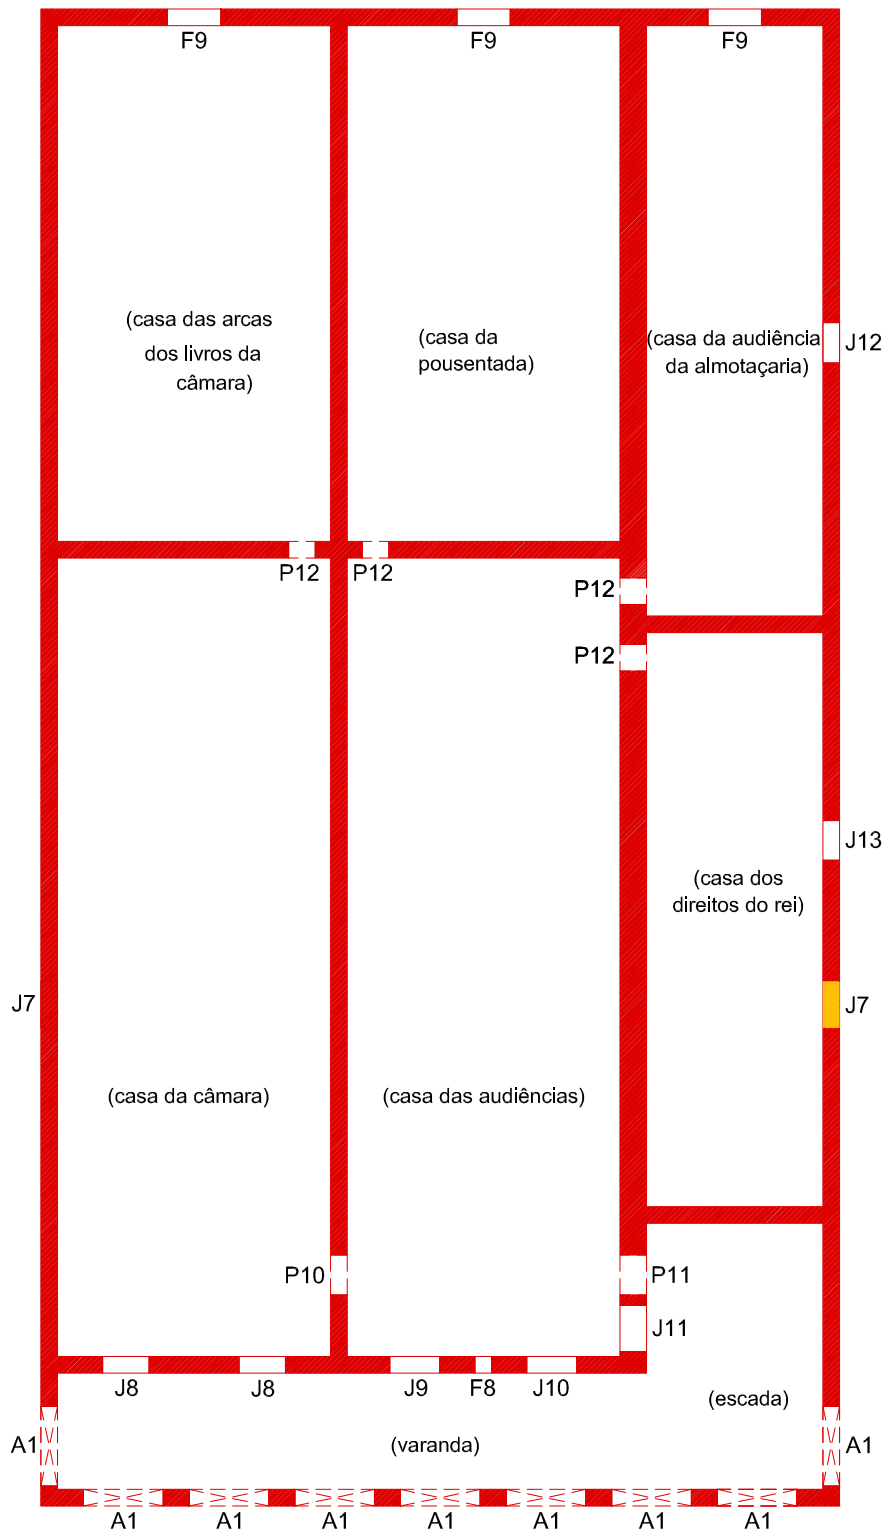 F9 F9 F9
(casa das arcas
dos livros da
câmara)
(casa da
pousentada)
(casa da audiência
da almotaçaria)
J12
P12 P12
P12
P12
J13
(casa dos
direitos do rei)
J7 J7
(casa da câmara) (casa das audiências)
P10 P11
J11
J8 J8 J9 F8 J10
(escada)
A1 (varanda) A1
A1 A1 A1 A1 A1 A1 A1